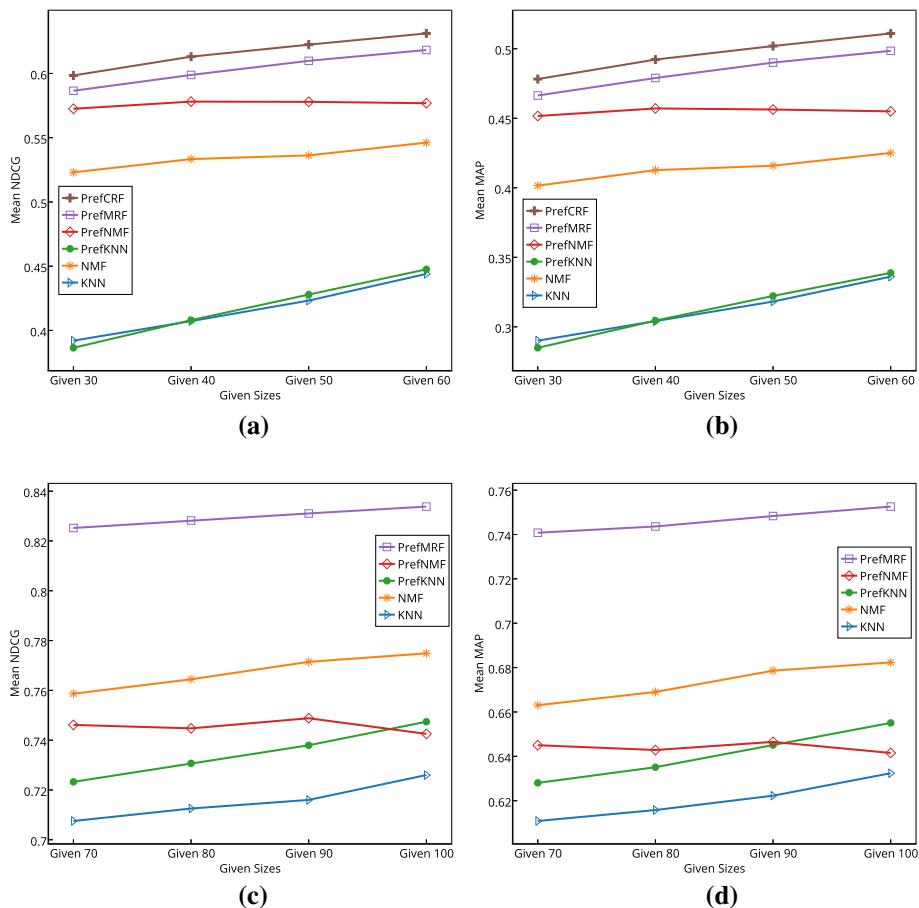 0.6
0.55
0.5
0.45
0.4
Mean NDCG
PrefCRF
PrefMRF
PrefNMF
PrefKNN
NMF
KNN
Given 30
Given 40
Given 50
Given 60
Given Sizes
(a)
0.5
0.45
0.4
0.35
0.3
Mean MAP
PrefCRF
PrefMRF
PrefNMF
PrefKNN
NMF
KNN
Given 30
Given 40
Given 50
Given 60
Given Sizes
(b)
0.84
0.82
0.8
0.78
0.76
0.74
0.72
0.7
Mean NDCG
PrefMRF
PrefNMF
PrefKNN
NMF
KNN
Given 70
Given 80
Given 90
Given 100
Given Sizes
(c)
0.76
0.74
0.72
0.7
0.68
0.66
0.64
0.62
Mean MAP
PrefMRF
PrefNMF
PrefKNN
NMF
KNN
Given 70
Given 80
Given 90
Given 100
Given Sizes
(d)